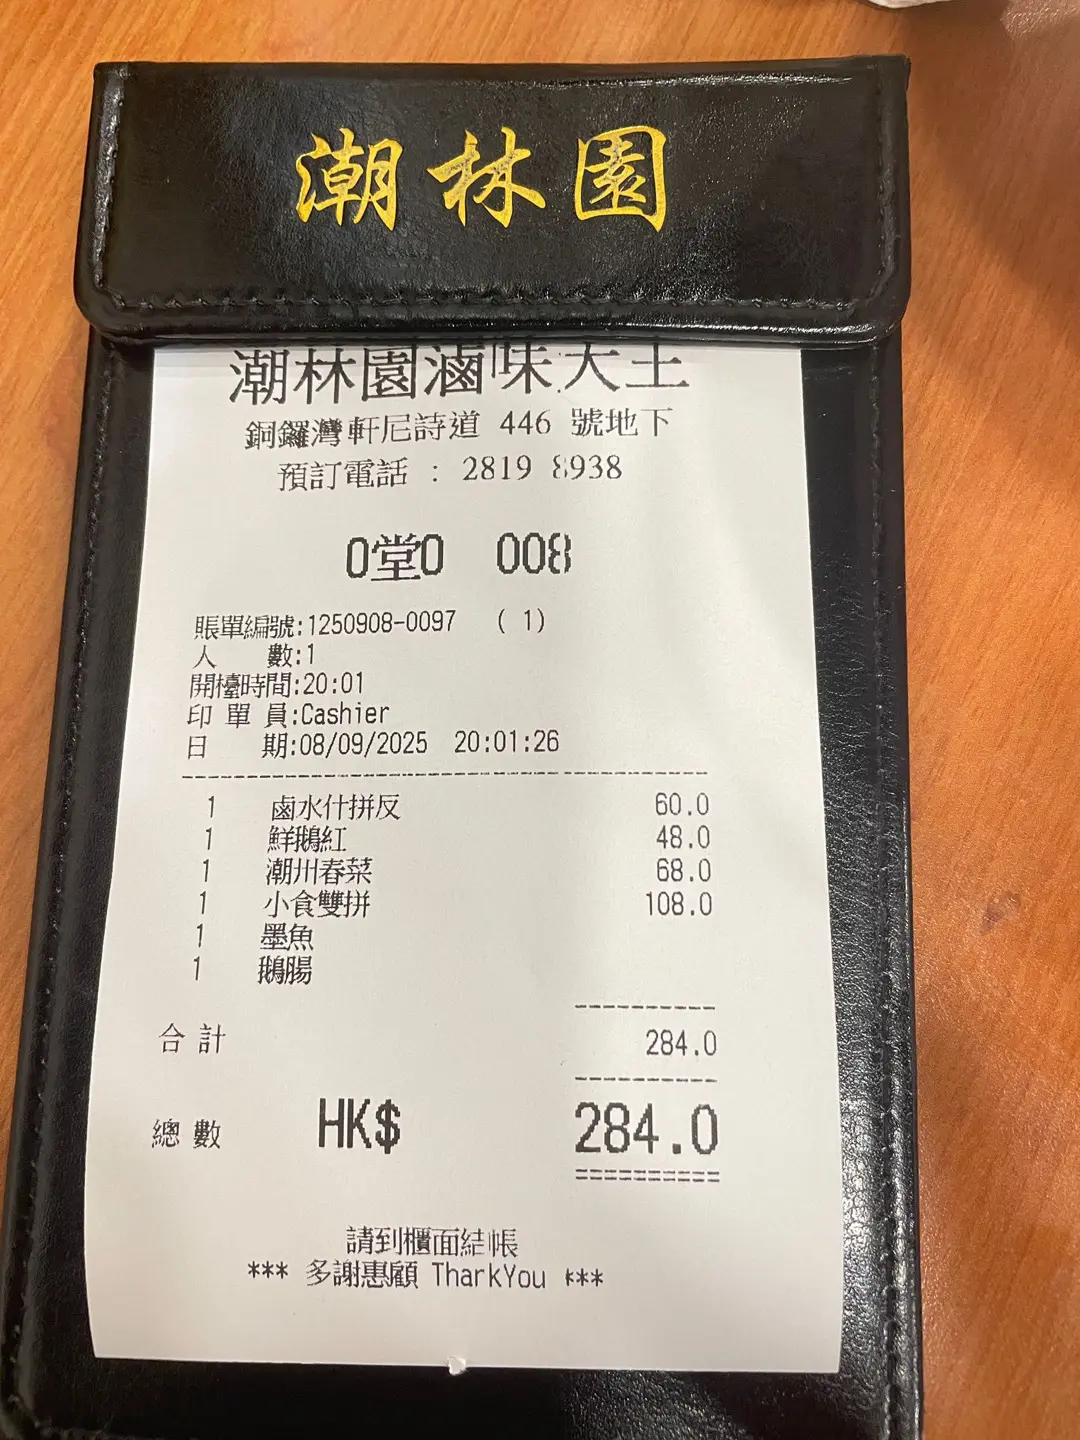 潮林園
潮林園滷味大王
銅鑼灣軒尼詩道 446 號地下
預訂電話 : 2819 8938
0堂0 008
賬單編號:1250908-0097 ( 1)
人 數:1
開檯時間:20:01
印 單 員:Cashier
日 期:08/09/2025 20:01:26
1 鹵水什拼反 60.0
1 鮮鵝紅 48.0
1 潮州春菜 68.0
1 小食雙拼 108.0
1 墨魚
1 鵝腸
合 計 284.0
總 數 HK$ 284.0
請到櫃面結帳
*** 多謝惠顧 ThankYou ***